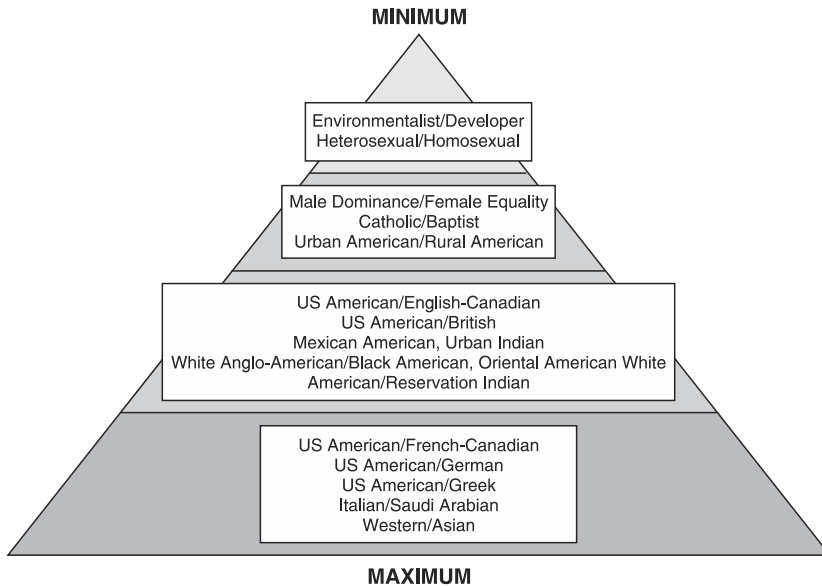 MINIMUM
Environmentalist/Developer
Heterosexual/Homosexual
Male Dominance/Female Equality
Catholic/Baptist
Urban American/Rural American
US American/English-Canadian
US American/British
Mexican American, Urban Indian
White Anglo-American/Black American, Oriental American White
American/Reservation Indian
US American/French-Canadian
US American/German
US American/Greek
Italian/Saudi Arabian
Western/Asian
MAXIMUM